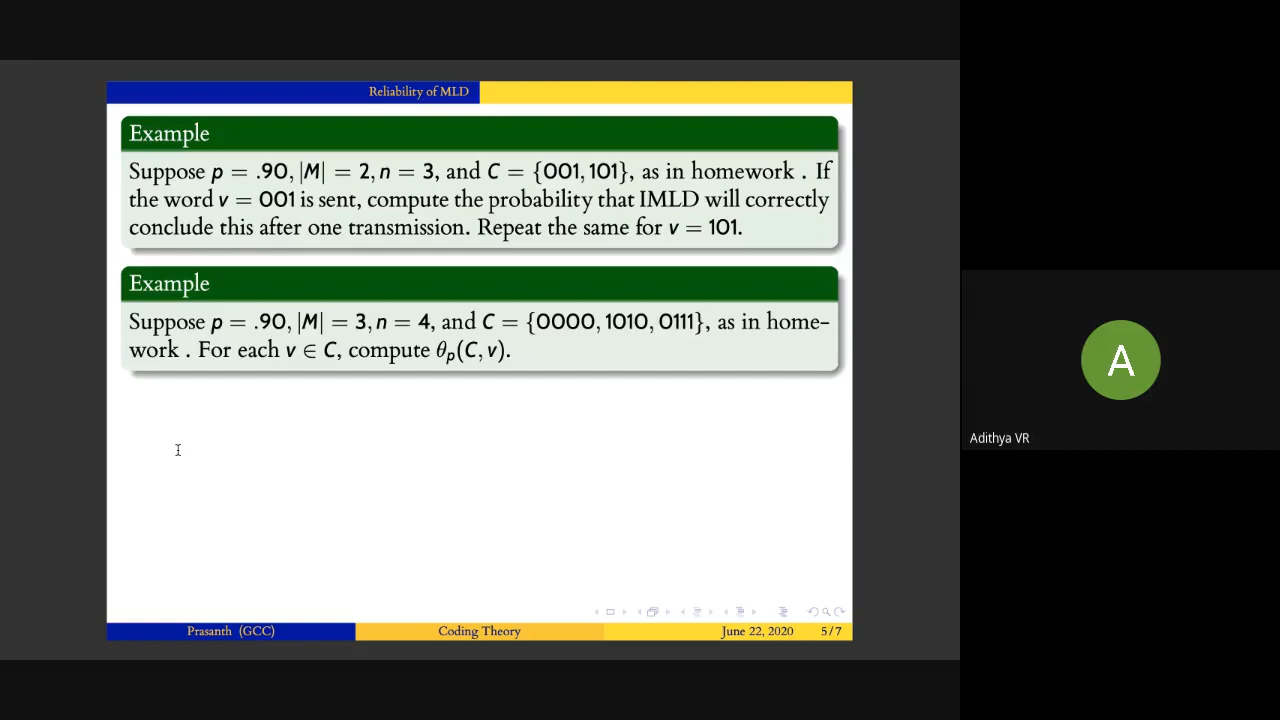 Reliability of MLD
Example
Suppose p = .90, |M| = 2, n = 3, and C = {001, 101}, as in homework . If
the word v = 001 is sent, compute the probability that IMLD will correctly
conclude this after one transmission. Repeat the same for v = 101.
Example
Suppose p = .90, |M| = 3, n = 4, and C = {0000, 1010, 0111}, as in home-
work . For each v ∈ C, compute θp(C, v).
A
Adithya VR
Prasanth (GCC) Coding Theory June 22, 2020 5 / 7